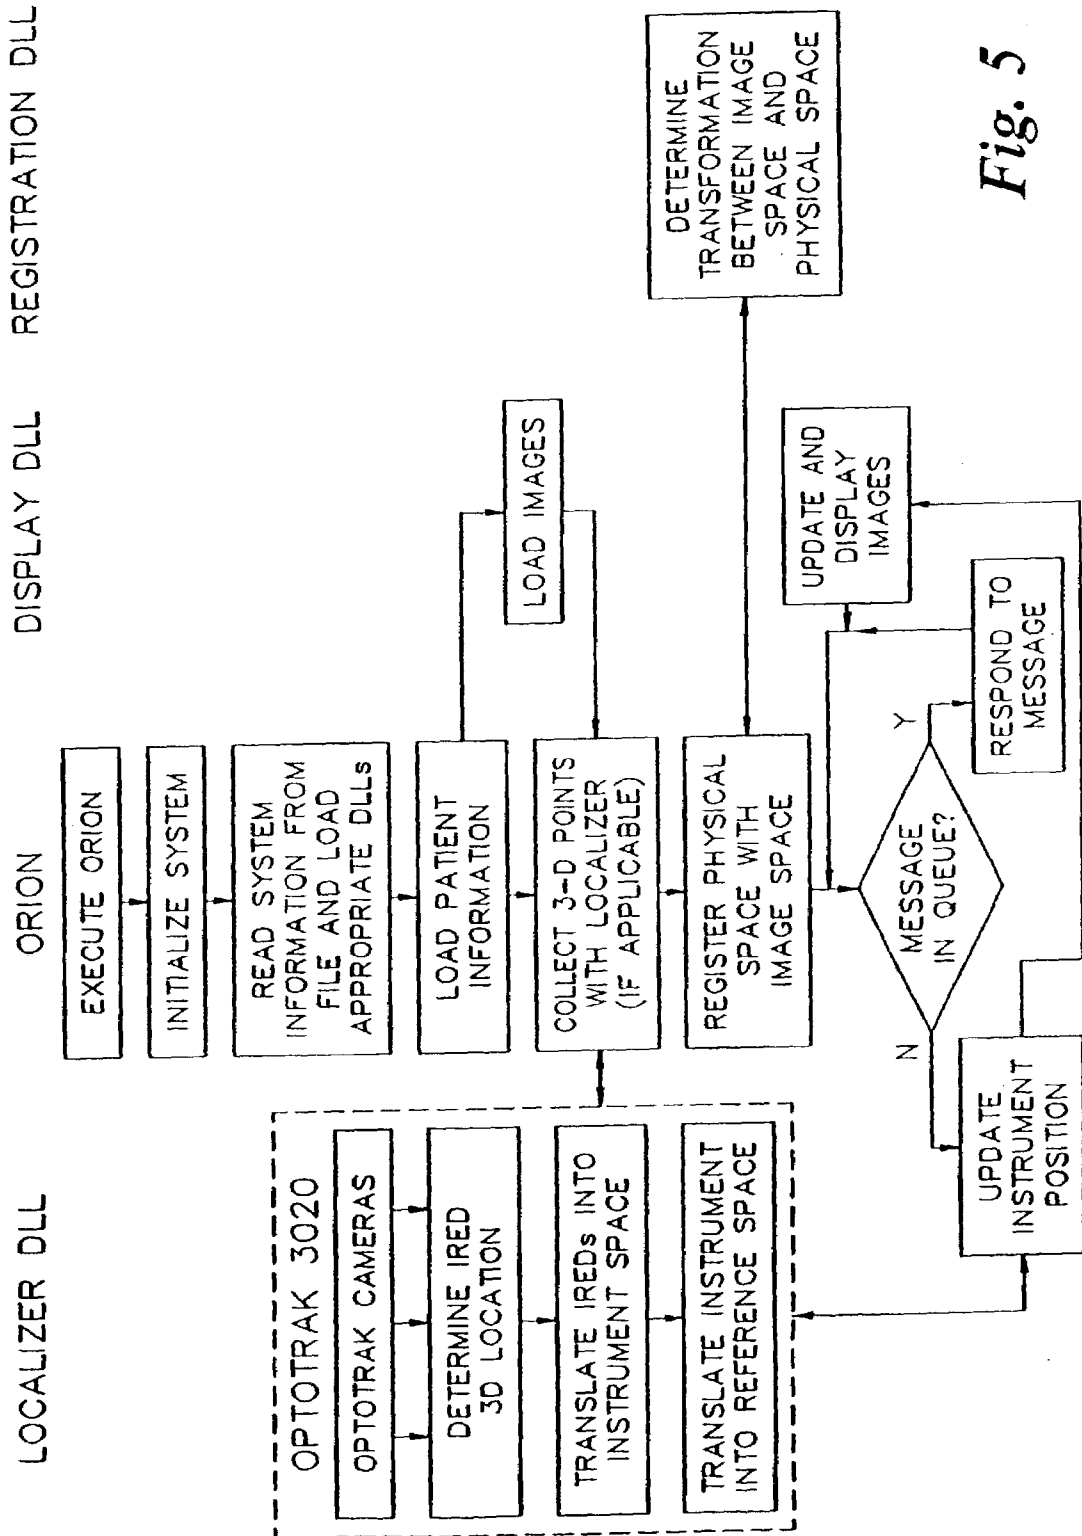 LOCALIZER DLL
ORION
DISPLAY DLL
REGISTRATION DLL
EXECUTE ORION
INITIALIZE SYSTEM
READ SYSTEM
INFORMATION FROM
FILE AND LOAD
APPROPRIATE DLLs
LOAD PATIENT
INFORMATION
LOAD IMAGES
OPTOTRAK 3020
OPTOTRAK CAMERAS
DETERMINE IRED
3D LOCATION
TRANSLATE IREDs INTO
INSTRUMENT SPACE
TRANSLATE INSTRUMENT
INTO REFERENCE SPACE
COLLECT 3-D POINTS
WITH LOCALIZER
(IF APPLICABLE)
REGISTER PHYSICAL
SPACE WITH
IMAGE SPACE
DETERMINE
TRANSFORMATION
BETWEEN IMAGE
SPACE AND
PHYSICAL SPACE
MESSAGE
IN QUEUE?
N
Y
UPDATE
INSTRUMENT
POSITION
RESPOND TO
MESSAGE
UPDATE AND
DISPLAY
IMAGES
Fig. 5